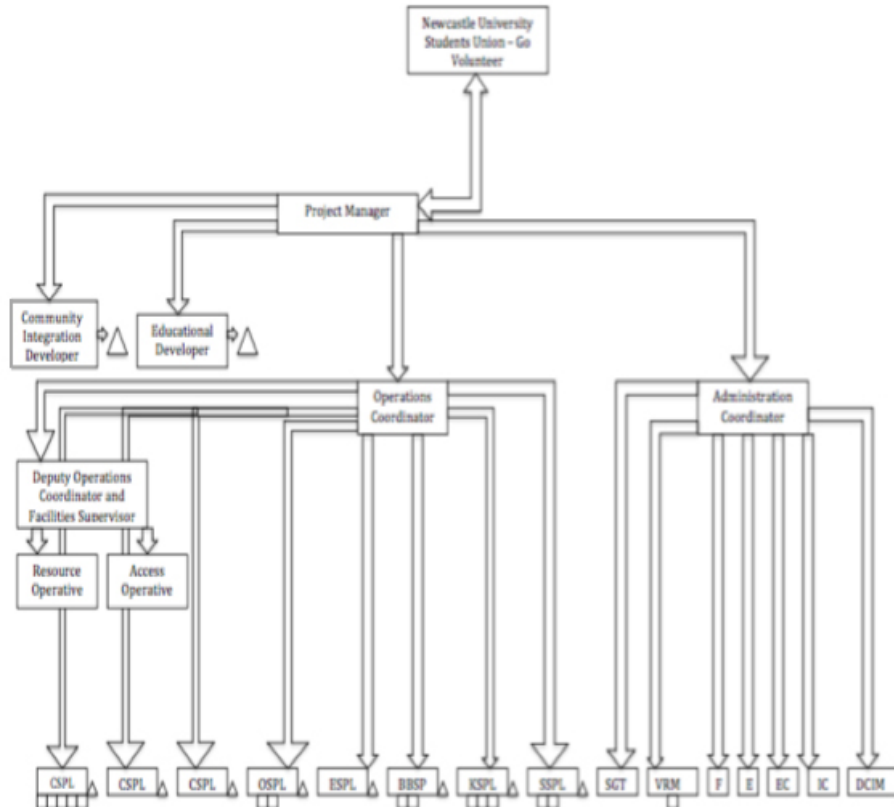 Newcastle University
Students Union – Go
Volunteer
Project Manager
Community
Integration
Developer
Educational
Developer
Operations
Coordinator
Administration
Coordinator
Deputy Operations
Coordinator and
Facilities Supervisor
Resource
Operative
Access
Operative
CSPL
CSPL
CSPL
OSPL
ESPL
BBSP
KSPL
SSPL
SGT
VRM
F
E
EC
IC
DCIM